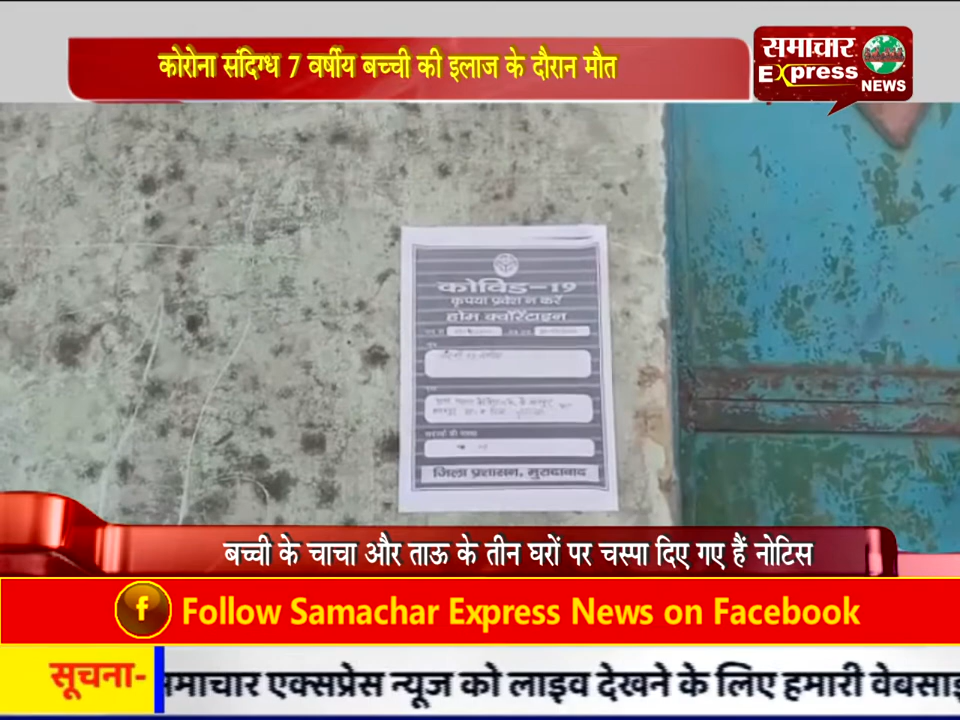 कोरोना संदिग्ध 7 वर्षीय बच्ची की इलाज के दौरान मौत
समाचार
Express
NEWS
कोविड-19
कृपया प्रवेश न करें
होम क्वॉरेंटाइन
जिला प्रशासन, मुरादाबाद
बच्ची के चाचा और ताऊ के तीन घरों पर चस्पा दिए गए हैं नोटिस
f Follow Samachar Express News on Facebook
सूचना-
माचार एक्सप्रेस न्यूज को लाइव देखने के लिए हमारी वेबसाइ